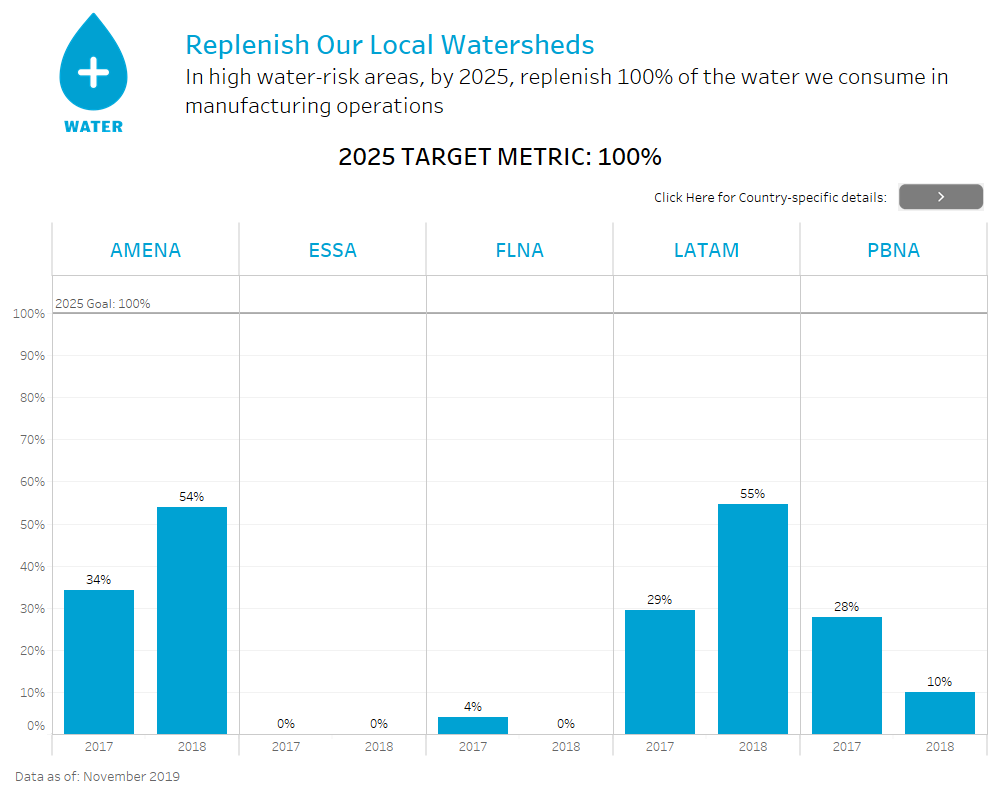 Replenish Our Local Watersheds
In high water-risk areas, by 2025, replenish 100% of the water we consume in
manufacturing operations
WATER
2025 TARGET METRIC: 100%
Click Here for Country-specific details: >
AMENA ESSA FLNA LATAM PBNA
2025 Goal: 100%
100%
90%
80%
70%
60%
50%
40%
30%
20%
10%
0%
34% 54% 0% 0% 4% 0% 29% 55% 28% 10%
2017 2018 2017 2018 2017 2018 2017 2018 2017 2018
Data as of: November 2019